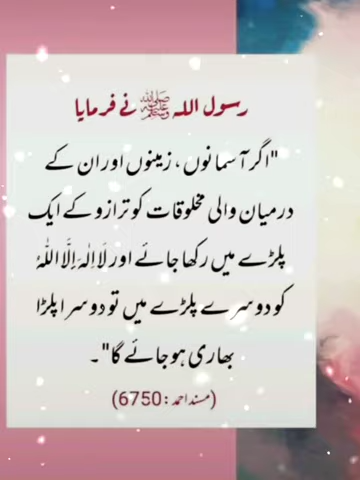 رسول اللہ ﷺ نے فرمایا
"اگر آسمانوں، زمینوں اور ان کے
درمیان والی مخلوقات کو ترازو کے ایک
پلڑے میں رکھا جائے اور لَا إِلٰهَ إِلَّا اللّٰهُ
کو دوسرے پلڑے میں تو دوسرا پلڑا
بھاری ہو جائے گا"۔
(مسند احمد: 6750)